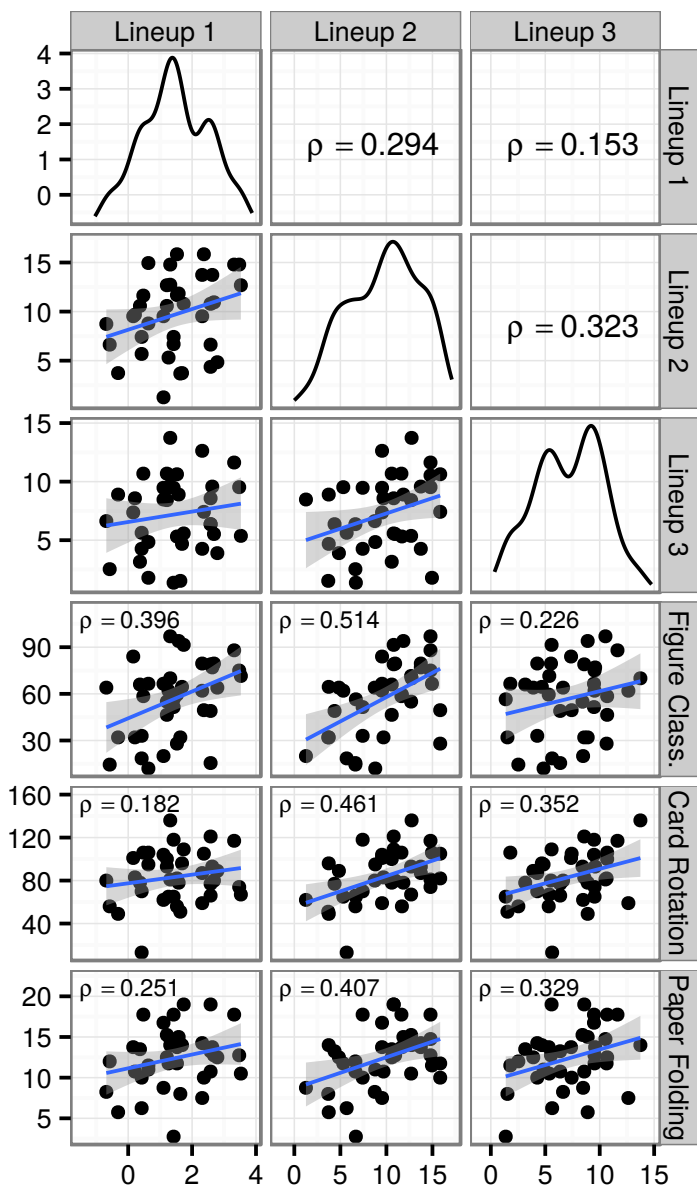 Lineup 1 Lineup 2 Lineup 3
4
3
2
1
0
ρ = 0.294
ρ = 0.153
Lineup 1
15
10
5
ρ = 0.323
Lineup 2
15
10
5
Lineup 3
90
60
30
ρ = 0.396
ρ = 0.514
ρ = 0.226
Figure Class.
160
120
80
40
ρ = 0.182
ρ = 0.461
ρ = 0.352
Card Rotation
20
15
10
5
ρ = 0.251
ρ = 0.407
ρ = 0.329
Paper Folding
0 2 4 0 5 10 15 0 5 10 15